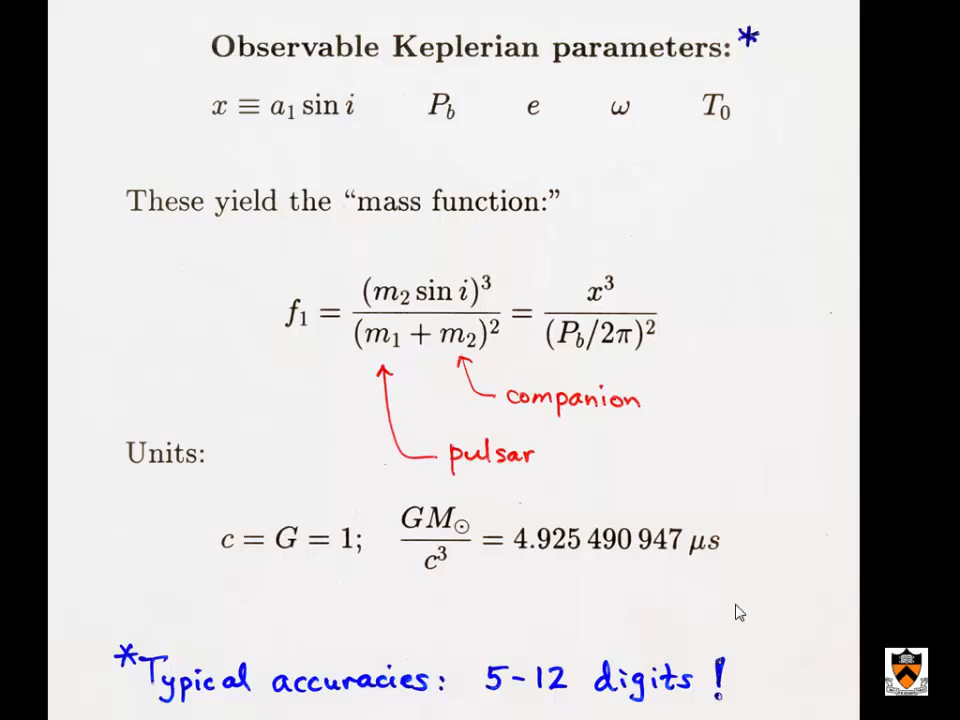 Observable Keplerian parameters: *
x ≡ a₁ sin i P_b e ω T₀
These yield the “mass function:”
f₁ = (m₂ sin i)³ / (m₁ + m₂)² = x³ / (P_b/2π)²
companion
pulsar
Units:
c = G = 1; GM⊙ / c³ = 4.925 490 947 μs
*Typical accuracies: 5-12 digits !